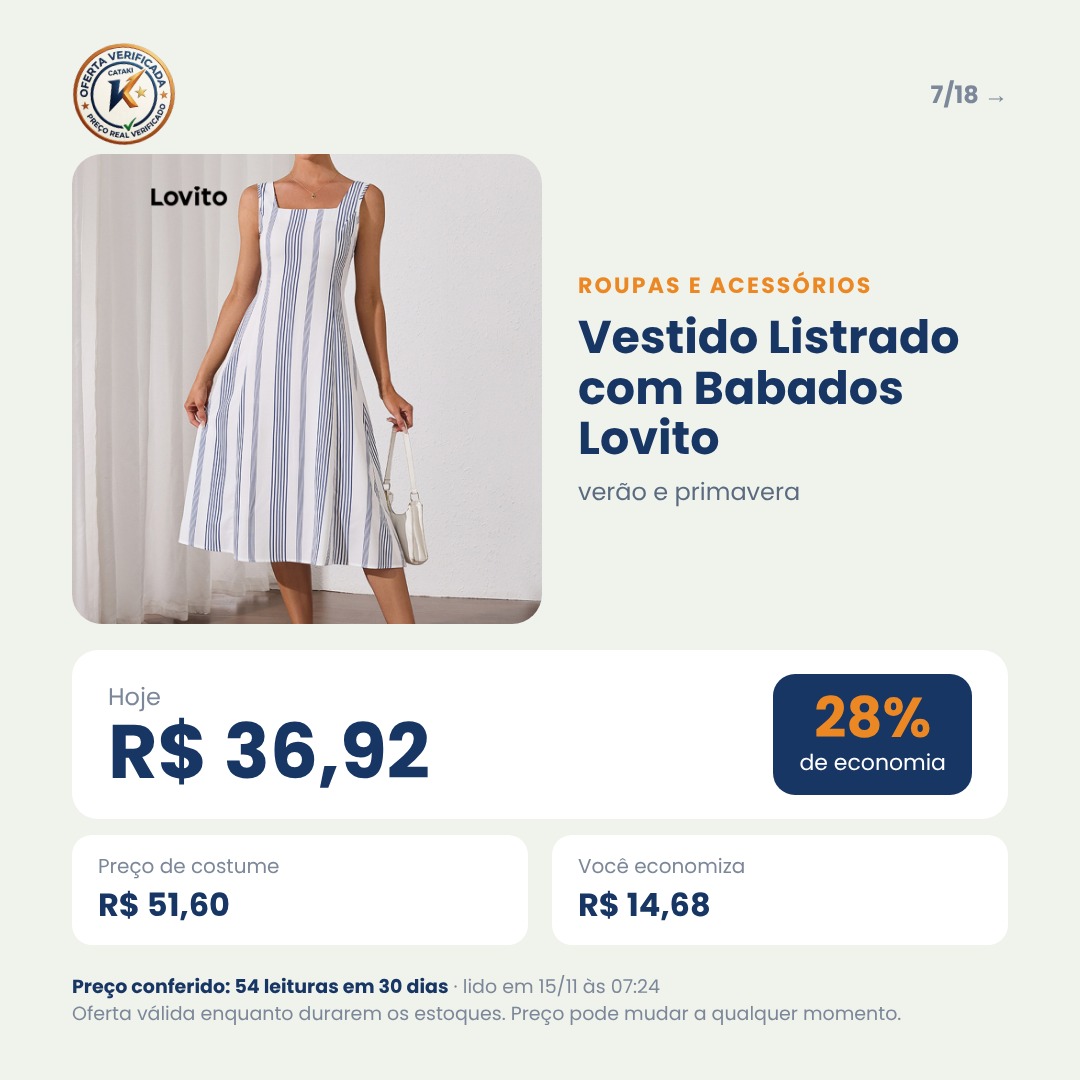 OFERTA VERIFICADA
CATAKI
K
PREÇO REAL VERIFICADO
7/18 →
Lovito
ROUPAS E ACESSÓRIOS
Vestido Listrado
com Babados
Lovito
verão e primavera
Hoje
R$ 36,92
28%
de economia
Preço de costume
R$ 51,60
Você economiza
R$ 14,68
Preço conferido: 54 leituras em 30 dias · lido em 15/11 às 07:24
Oferta válida enquanto durarem os estoques. Preço pode mudar a qualquer momento.